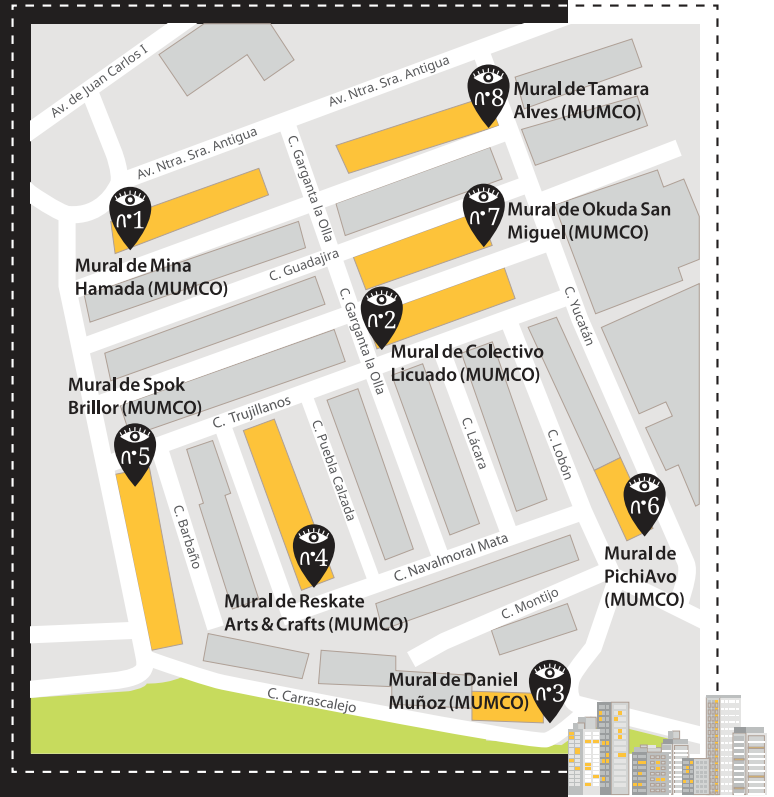 Av. de Juan Carlos I
Av. Ntra. Sra. Antigua
n·8
Mural de Tamara
Alves (MUMCO)
Av. Ntra. Sra. Antigua
C. Garganta la Olla
n·1
Mural de Mina
Hamada (MUMCO)
n·7
Mural de Okuda San
Miguel (MUMCO)
C. Guadajira
C. Garganta la Olla
n·2
Mural de Colectivo
Licuado (MUMCO)
C. Yucatán
Mural de Spok
Brillor (MUMCO)
n·5
C. Trujillanos
C. Puebla Calzada
C. Lácara
C. Lobón
C. Barbaño
n·6
Mural de
PichiAvo
(MUMCO)
n·4
Mural de Reskate
Arts & Crafts (MUMCO)
C. Navalmoral Mata
C. Montijo
Mural de Daniel
Muñoz (MUMCO)
n·3
C. Carrascalejo